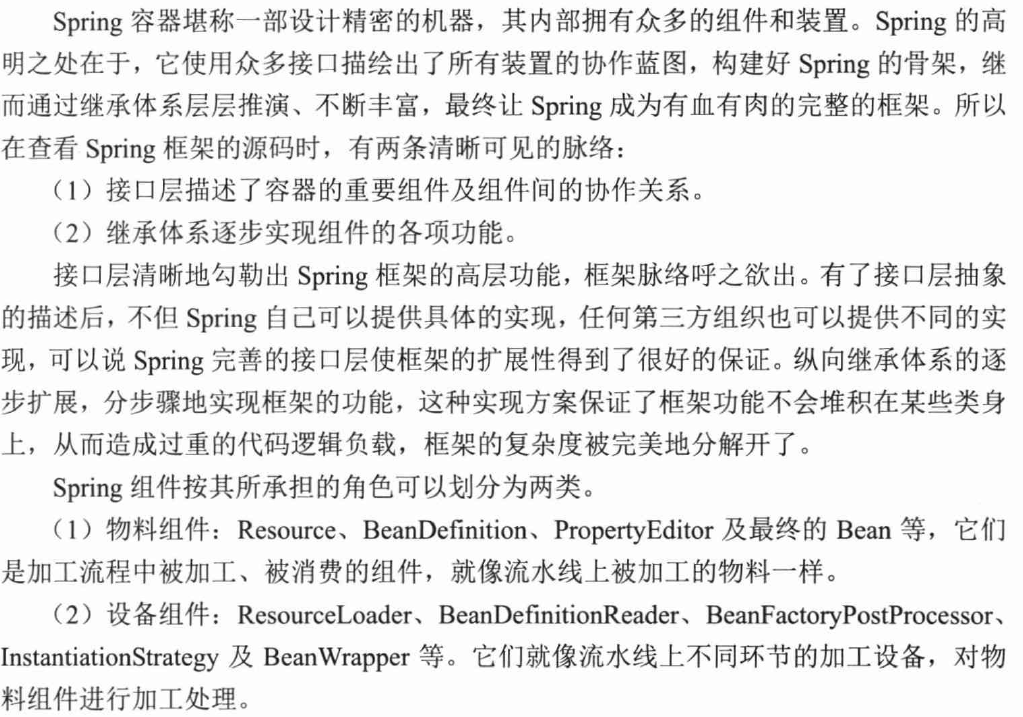 Spring 容器堪称一部设计精密的机器，其内部拥有众多的组件和装置。Spring 的高
明之处在于，它使用众多接口描绘出了所有装置的协作蓝图，构建好 Spring 的骨架，继
而通过继承体系层层推演、不断丰富，最终让 Spring 成为有血有肉的完整的框架。所以
在查看 Spring 框架的源码时，有两条清晰可见的脉络：
（1）接口层描述了容器的重要组件及组件间的协作关系。
（2）继承体系逐步实现组件的各项功能。
接口层清晰地勾勒出 Spring 框架的高层功能，框架脉络呼之欲出。有了接口层抽象
的描述后，不但 Spring 自己可以提供具体的实现，任何第三方组织也可以提供不同的实
现，可以说 Spring 完善的接口层使框架的扩展性得到了很好的保证。纵向继承体系的逐
步扩展，分步骤地实现框架的功能，这种实现方案保证了框架功能不会堆积在某些类身
上，从而造成过重的代码逻辑负载，框架的复杂度被完美地分解开了。
Spring 组件按其所承担的角色可以划分为两类。
（1）物料组件：Resource、BeanDefinition、PropertyEditor 及最终的 Bean 等，它们
是加工流程中被加工、被消费的组件，就像流水线上被加工的物料一样。
（2）设备组件：ResourceLoader、BeanDefinitionReader、BeanFactoryPostProcessor、
InstantiationStrategy 及 BeanWrapper 等。它们就像流水线上不同环节的加工设备，对物
料组件进行加工处理。